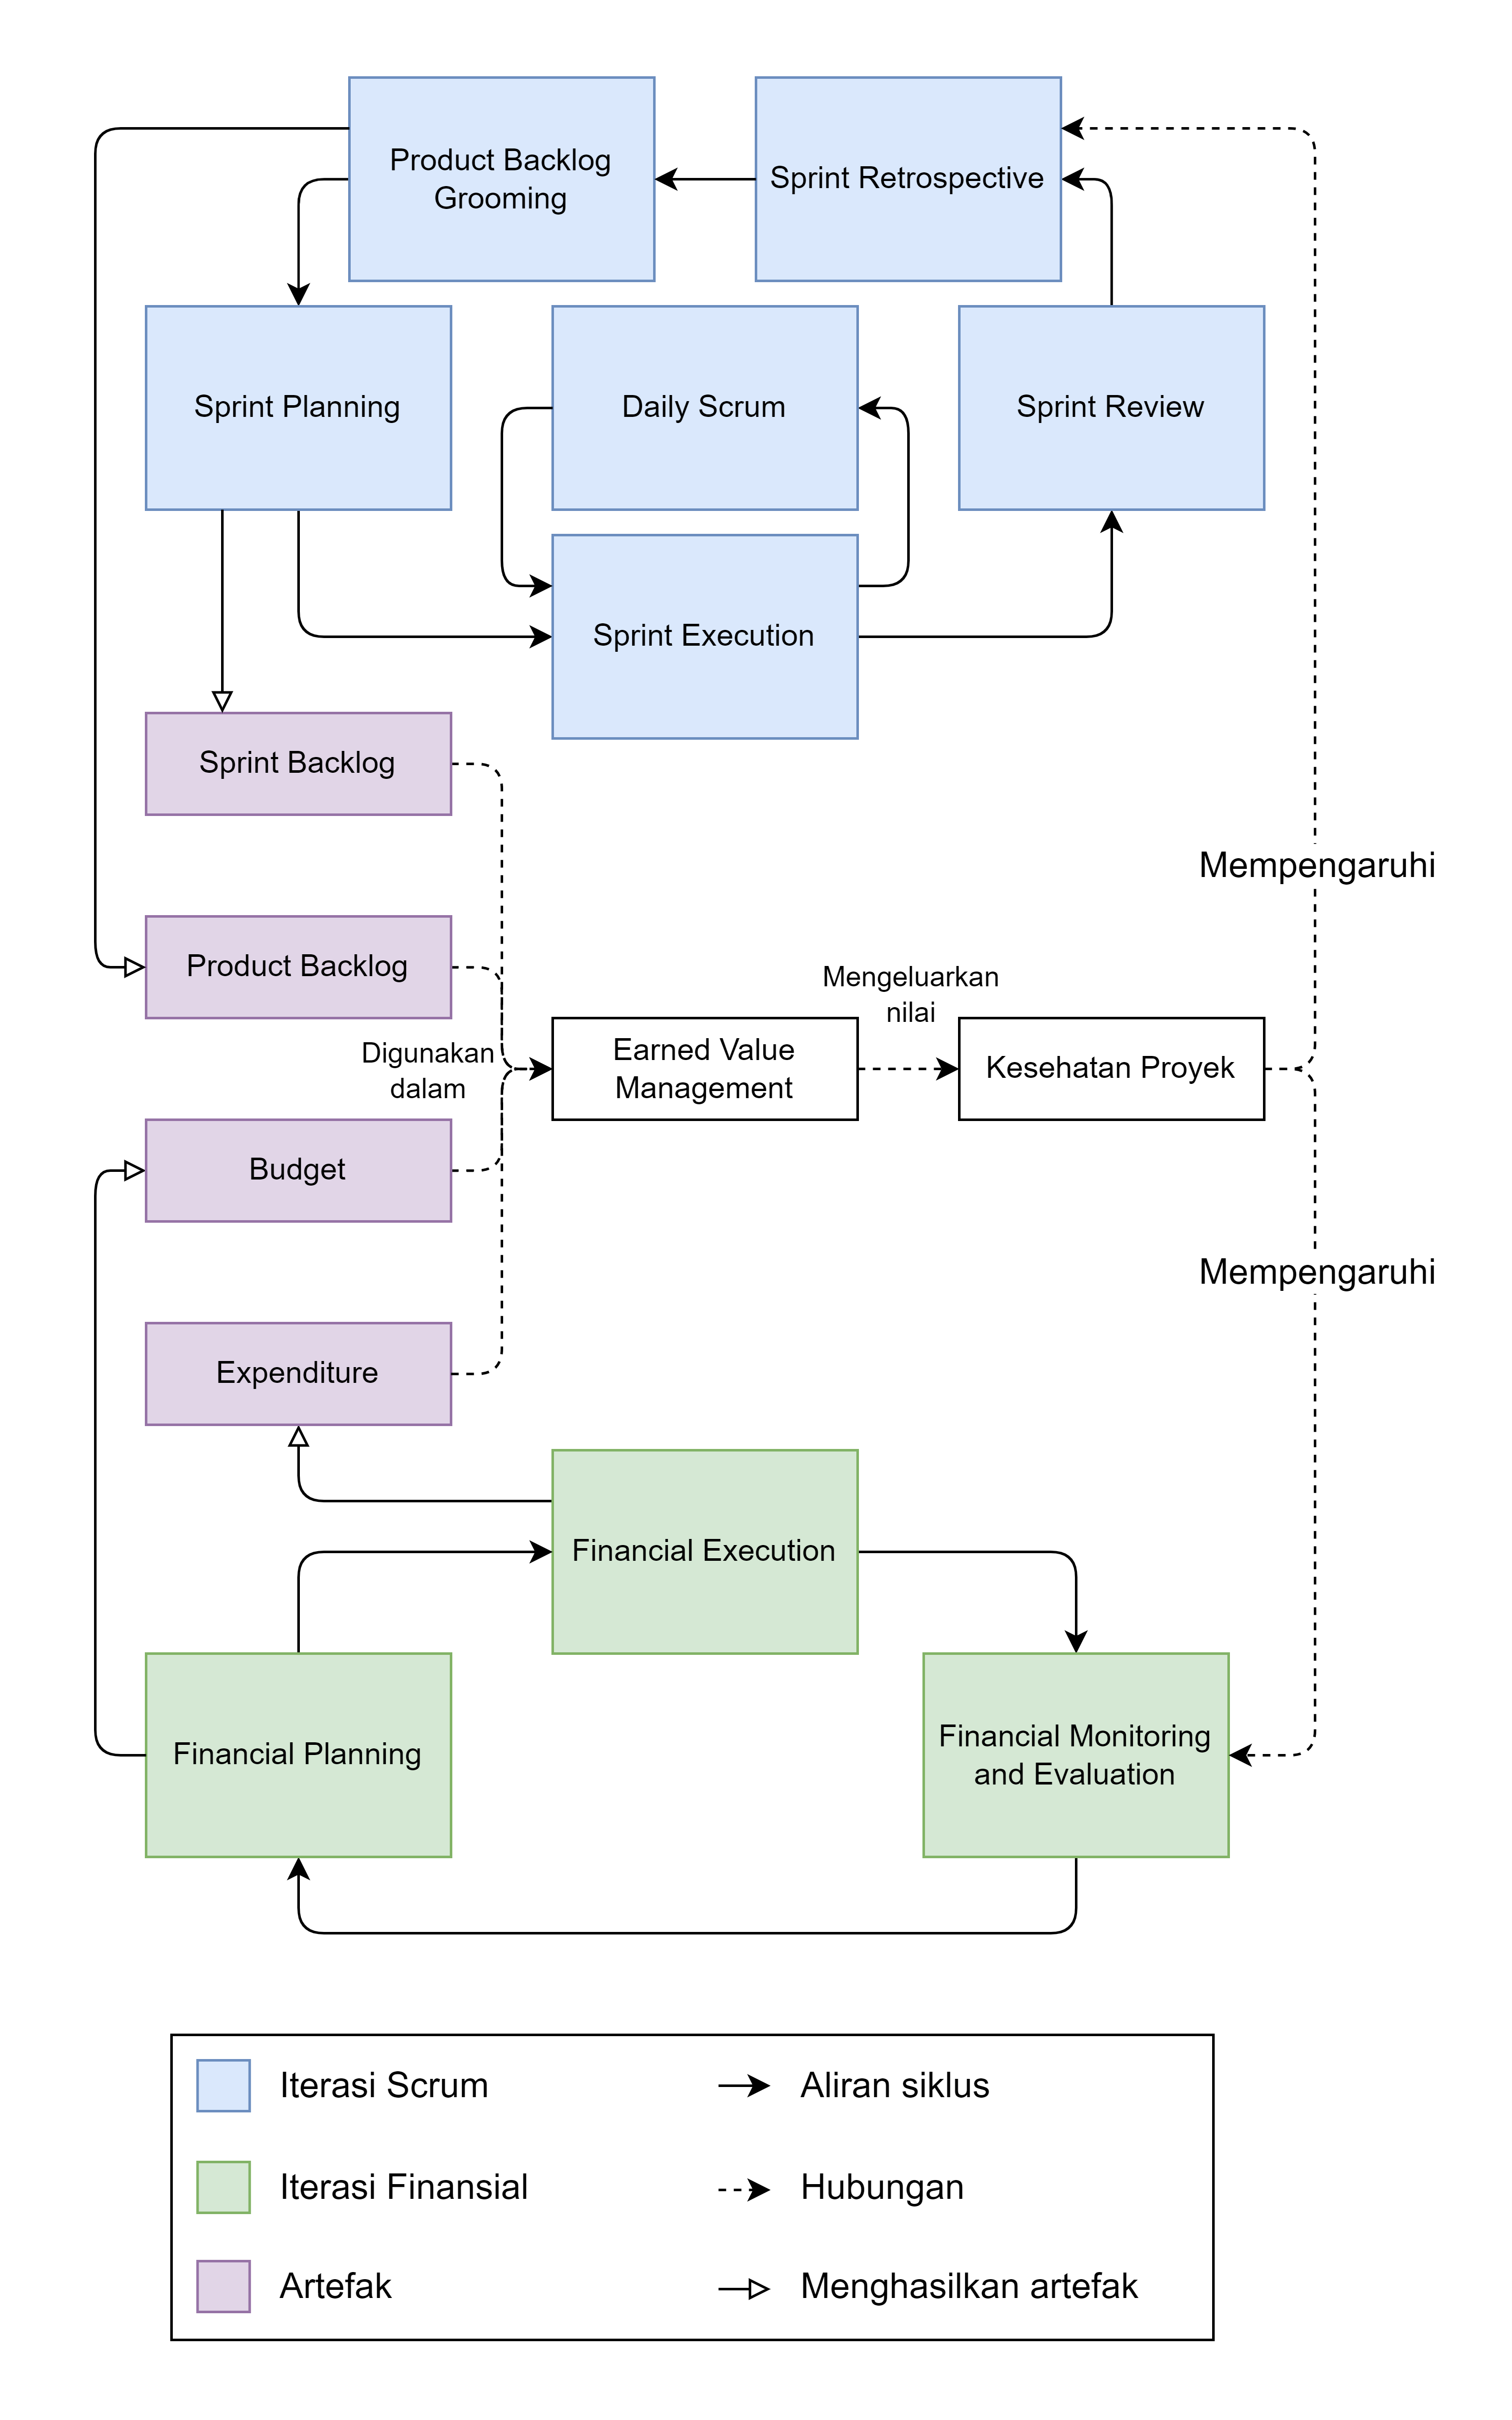 Product Backlog
Grooming
Sprint Retrospective
Sprint Planning
Daily Scrum
Sprint Review
Sprint Execution
Sprint Backlog
Mempengaruhi
Product Backlog
Mengeluarkan
nilai
Digunakan
dalam
Earned Value
Management
Kesehatan Proyek
Budget
Mempengaruhi
Expenditure
Financial Execution
Financial Planning
Financial Monitoring
and Evaluation
Iterasi Scrum
Aliran siklus
Iterasi Finansial
Hubungan
Artefak
Menghasilkan artefak